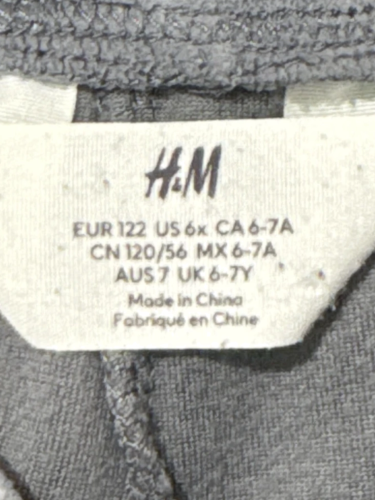 H&M
EUR 122 US 6x CA 6-7A
CN 120/56 MX 6-7A
AUS 7 UK 6-7Y
Made in China
Fabriqué en Chine